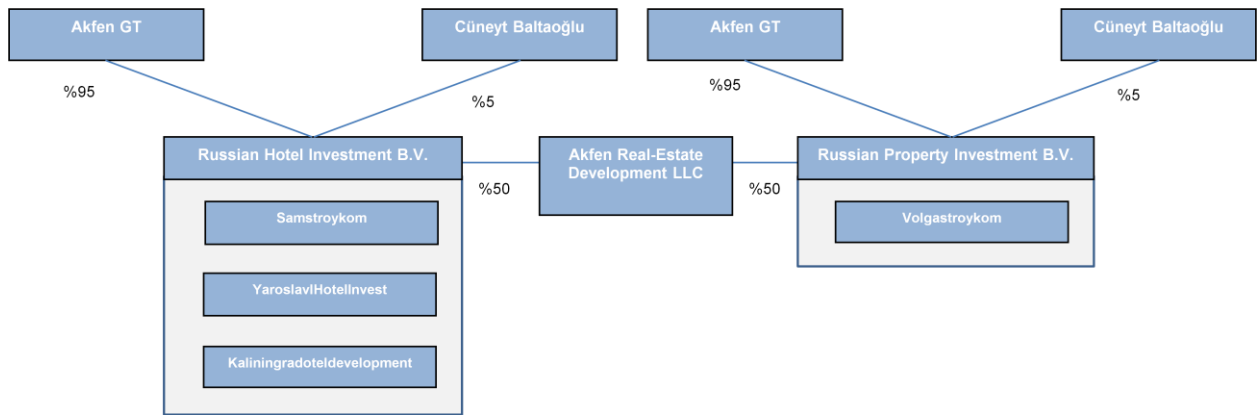 Akfen GT
Cüneyt Baltaoğlu
Akfen GT
Cüneyt Baltaoğlu
%95
%5
%95
%5
Russian Hotel Investment B.V.
Akfen Real-Estate
Development LLC
Russian Property Investment B.V.
%50
%50
Samstroykom
Volgastroykom
YaroslavlHotelInvest
Kaliningradoteldevelopment